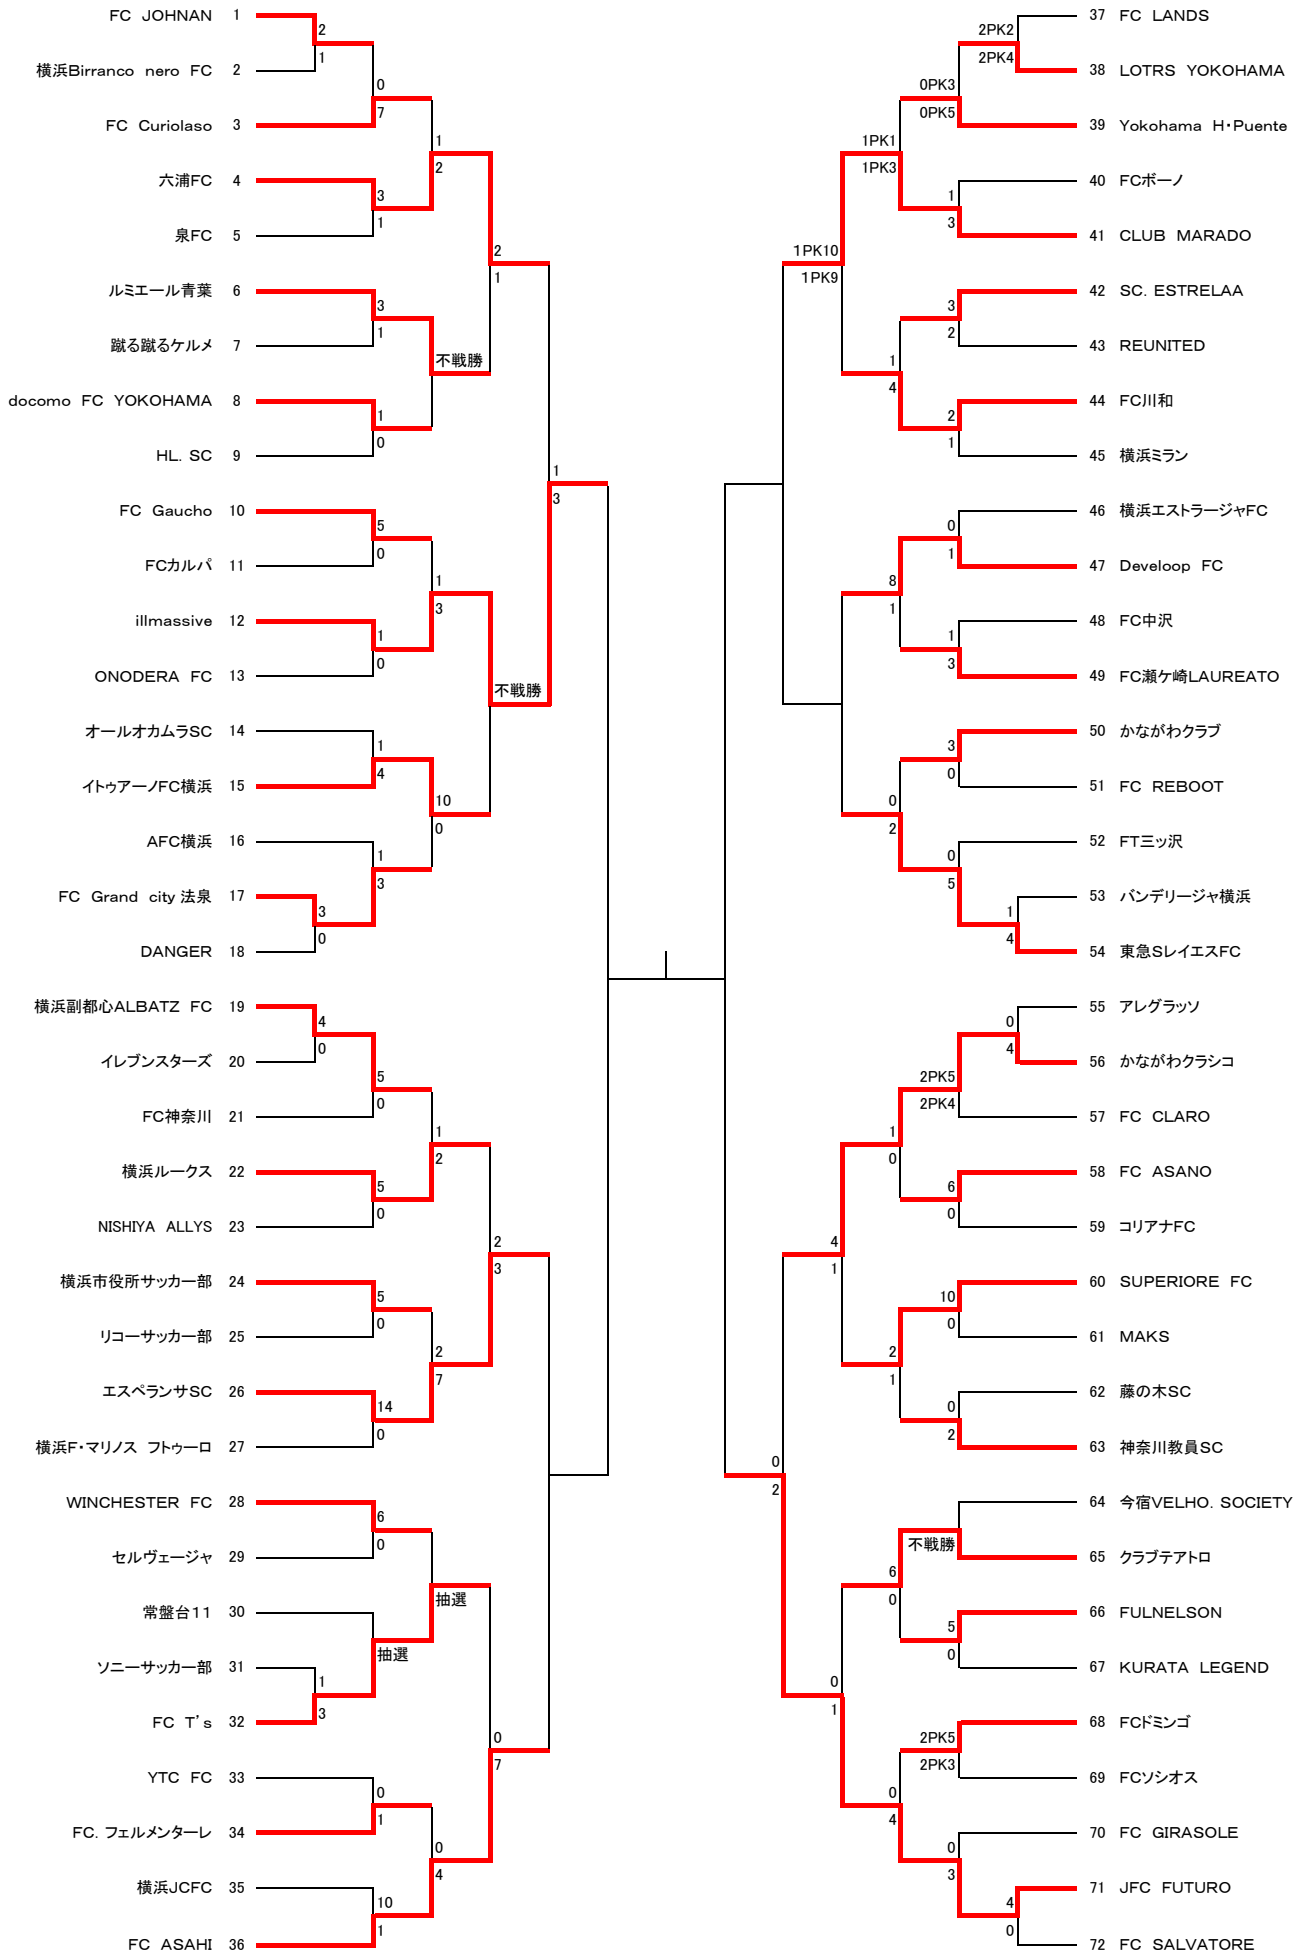 FC JOHNAN 1
横浜Birranco nero FC 2
FC Curiolaso 3
六浦FC 4
泉FC 5
ルミエール青葉 6
蹴る蹴るケルメ 7
docomo FC YOKOHAMA 8
HL. SC 9
FC Gaucho 10
FCカルパ 11
illmassive 12
ONODERA FC 13
オールオカムラSC 14
イトゥアーノFC横浜 15
AFC横浜 16
FC Grand city 法泉 17
DANGER 18
横浜副都心ALBATZ FC 19
イレブンスターズ 20
FC神奈川 21
横浜ルークス 22
NISHIYA ALLYS 23
横浜市役所サッカー部 24
リコーサッカー部 25
エスペランサSC 26
横浜F・マリノス フトゥーロ 27
WINCHESTER FC 28
セルヴェージャ 29
常盤台11 30
ソニーサッカー部 31
FC T's 32
YTC FC 33
FC. フェルメンターレ 34
横浜JCFC 35
FC ASAHI 36
2
1
0
7
3
1
3
1
1
0
5
0
1
0
1
4
1
3
3
0
4
0
5
0
5
0
5
0
14
0
6
0
抽選
1
3
0
1
10
1
1
2
不戦勝
1
3
10
0
1
2
2
7
抽選
0
4
2
1
不戦勝
2
3
0
7
1
3
37 FC LANDS
38 LOTRS YOKOHAMA
39 Yokohama H・Puente
40 FCボーノ
41 CLUB MARADO
42 SC. ESTRELAA
43 REUNITED
44 FC川和
45 横浜ミラン
46 横浜エストラージャFC
47 Develoop FC
48 FC中沢
49 FC瀬ケ崎LAUREATO
50 かながわクラブ
51 FC REBOOT
52 FT三ッ沢
53 バンデリージャ横浜
54 東急SレイエスFC
55 アレグラッソ
56 かながわクラシコ
57 FC CLARO
58 FC ASANO
59 コリアナFC
60 SUPERIORE FC
61 MAKS
62 藤の木SC
63 神奈川教員SC
64 今宿VELHO. SOCIETY
65 クラブテアトロ
66 FULNELSON
67 KURATA LEGEND
68 FCドミンゴ
69 FCソシオス
70 FC GIRASOLE
71 JFC FUTURO
72 FC SALVATORE
2PK2
2PK4
0PK3
0PK5
1
3
3
2
2
1
0
1
1
3
3
0
0
5
1
4
0
4
2PK5
2PK4
6
0
10
0
0
2
不戦勝
5
0
2PK5
2PK3
0
3
4
0
1PK1
1PK3
1
4
8
1
0
2
1
0
2
1
6
0
0
4
1PK10
1PK9
4
1
0
1
0
2